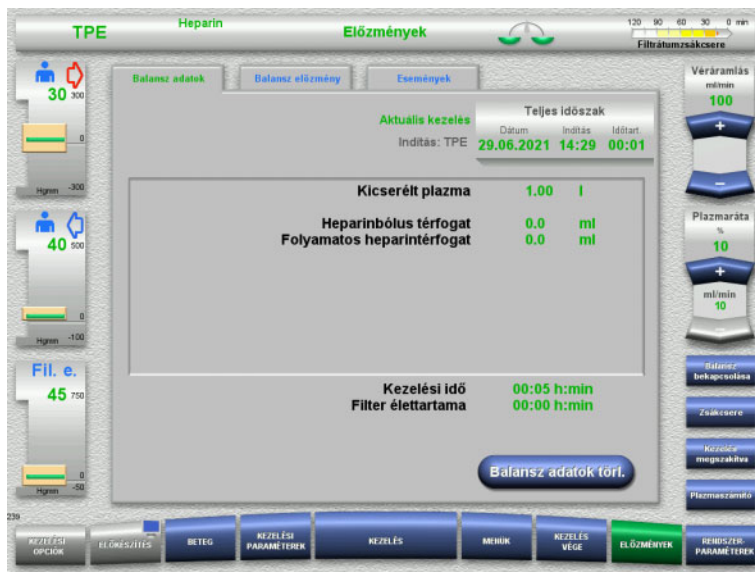 TPE
Heparin
Előzmények
120 90 60 30 0 min
Filtrátumzsákcsere
30 300
0
Hgmm -300
40 500
0
Hgmm -100
Fil. e.
45 750
0
Hgmm -50
Balansz adatok
Balansz előzmény
Események
Aktuális kezelés
Indítás: TPE
Teljes időszak
Dátum Indítás Időtart.
29.06.2021 14:29 00:01
Kicserélt plazma 1.00 l
Heparinbólus térfogat 0.0 ml
Folyamatos heparintérfogat 0.0 ml
Kezelési idő 00:05 h:min
Filter élettartama 00:00 h:min
Balansz adatok törl.
Véráramlás
ml/min
100
+
−
Plazmaráta
%
10
+
ml/min
10
−
Balansz
bekapcsolása
Zsákcsere
Kezelés
megszakítva
Plazmaszámító
239
KEZELÉSI
OPCIÓK
ELŐKÉSZÍTÉS
BETEG
KEZELÉSI
PARAMÉTEREK
KEZELÉS
MENÜK
KEZELÉS
VÉGE
ELŐZMÉNYEK
RENDSZER-
PARAMÉTEREK